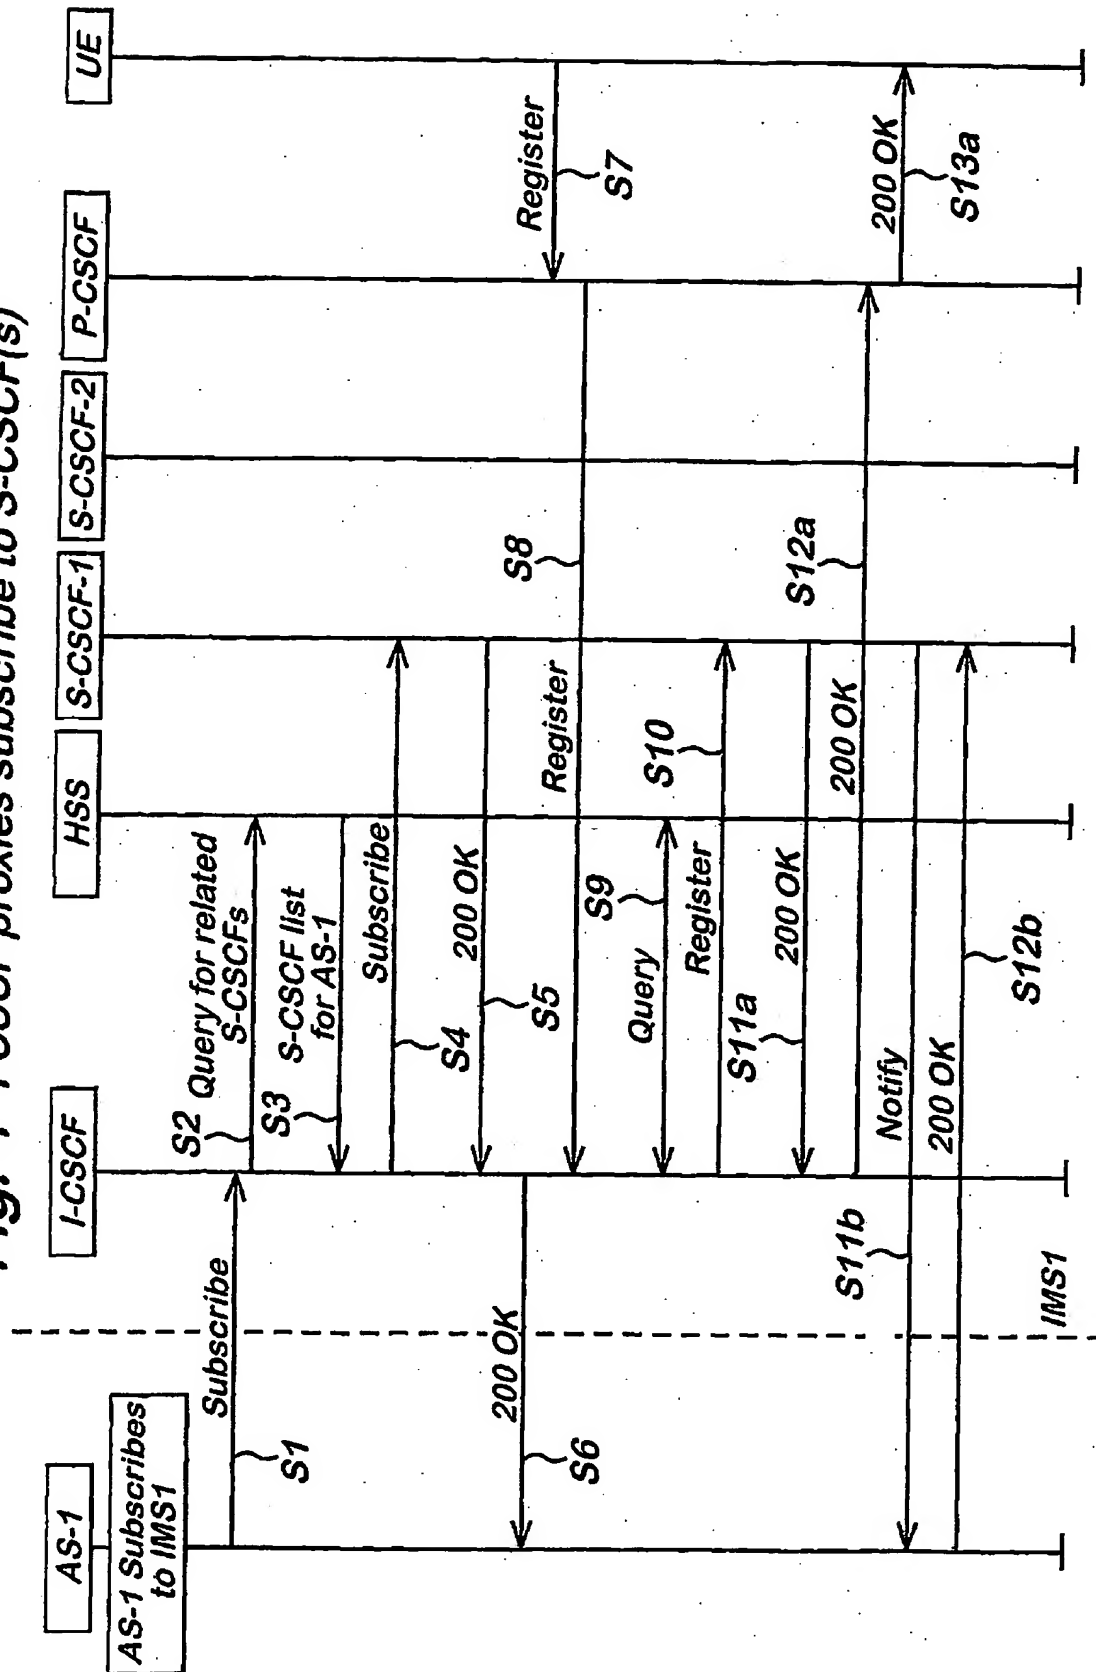 proxies subscribe to S-CSCF(s)
AS-1
I-CSCF
HSS
S-CSCF-1
S-CSCF-2
P-CSCF
UE
AS-1 Subscribes
to IMS1
Subscribe
S1
S2
Query for related
S-CSCFs
S3
S-CSCF list
for AS-1
Subscribe
S4
200 OK
S5
200 OK
S6
Register
S7
Register
S8
Query
S9
Register
S10
200 OK
S11a
200 OK
S12a
200 OK
S13a
Notify
S11b
200 OK
S12b
IMS1